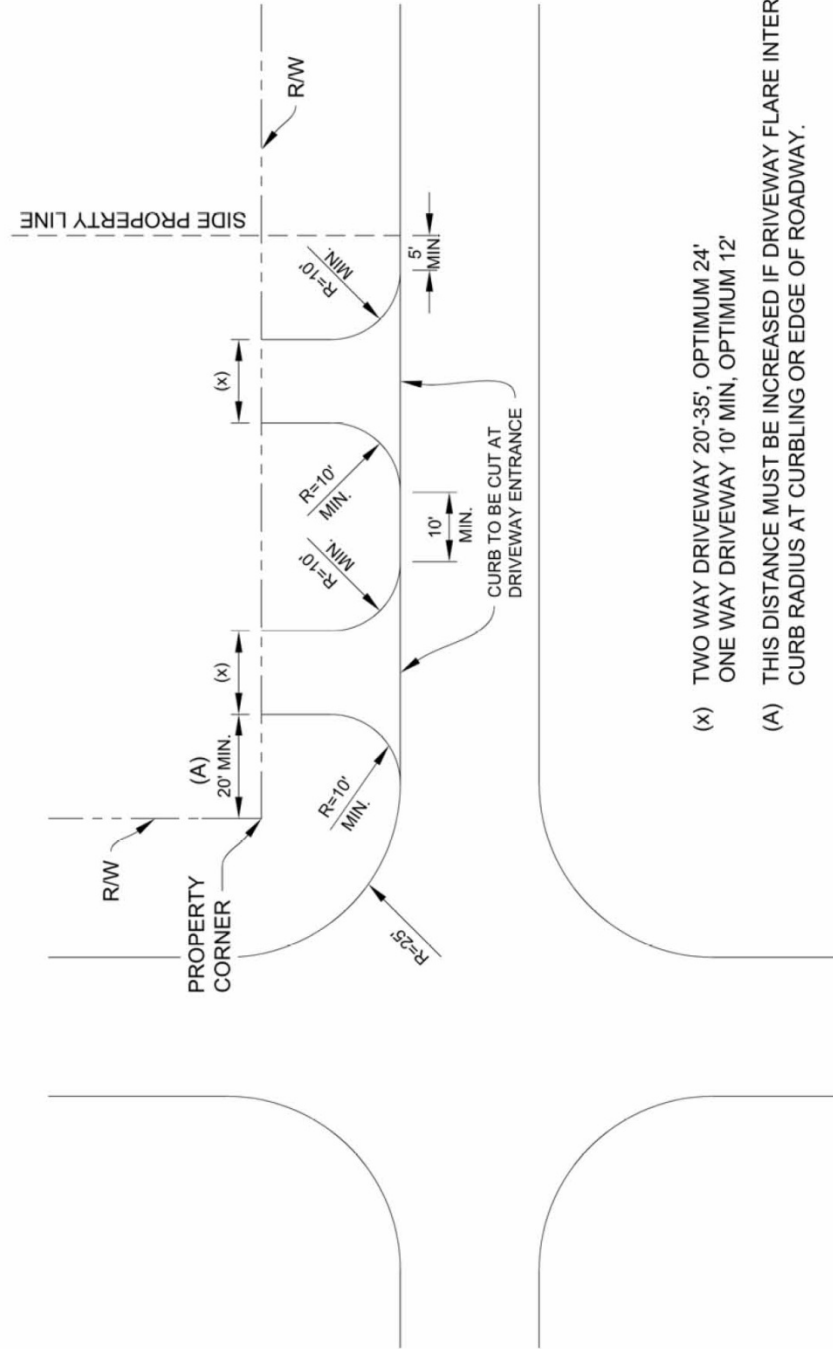 SIDE PROPERTY LINE
R/W
R/W
PROPERTY
CORNER
(A)
20' MIN.
(x)
(x)
R=10'
MIN.
R=10'
MIN.
R=10'
MIN.
R=10'
MIN.
5'
MIN.
10'
MIN.
R=25'
CURB TO BE CUT AT
DRIVEWAY ENTRANCE
(x) TWO WAY DRIVEWAY 20'-35', OPTIMUM 24'
ONE WAY DRIVEWAY 10' MIN, OPTIMUM 12'
(A) THIS DISTANCE MUST BE INCREASED IF DRIVEWAY FLARE
CURB RADIUS AT CURBLING OR EDGE OF ROADWAY.